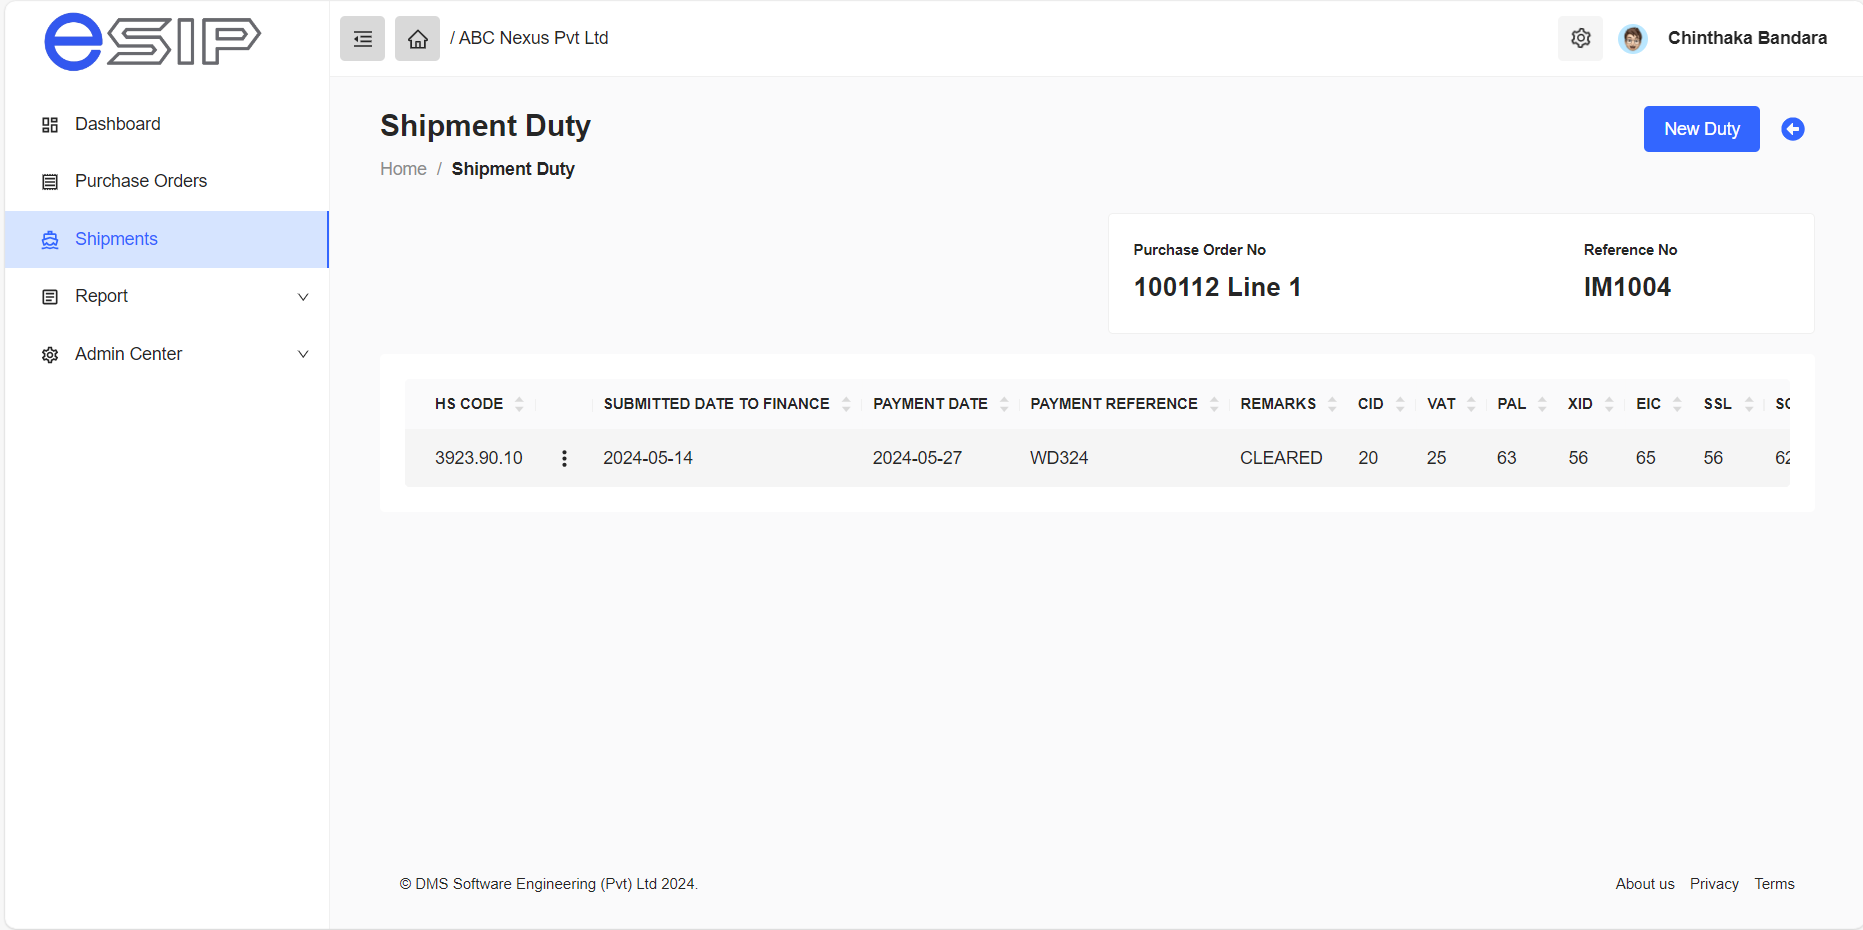 eSIP
/ ABC Nexus Pvt Ltd
Chinthaka Bandara
Dashboard
Purchase Orders
Shipments
Report
Admin Center
Shipment Duty
New Duty
Home / Shipment Duty
Purchase Order No
Reference No
100112 Line 1
IM1004
HS CODE SUBMITTED DATE TO FINANCE PAYMENT DATE PAYMENT REFERENCE REMARKS CID VAT PAL XID EIC SSL
3923.90.10 2024-05-14 2024-05-27 WD324 CLEARED 20 25 63 56 65 56 62
© DMS Software Engineering (Pvt) Ltd 2024.
About us Privacy Terms